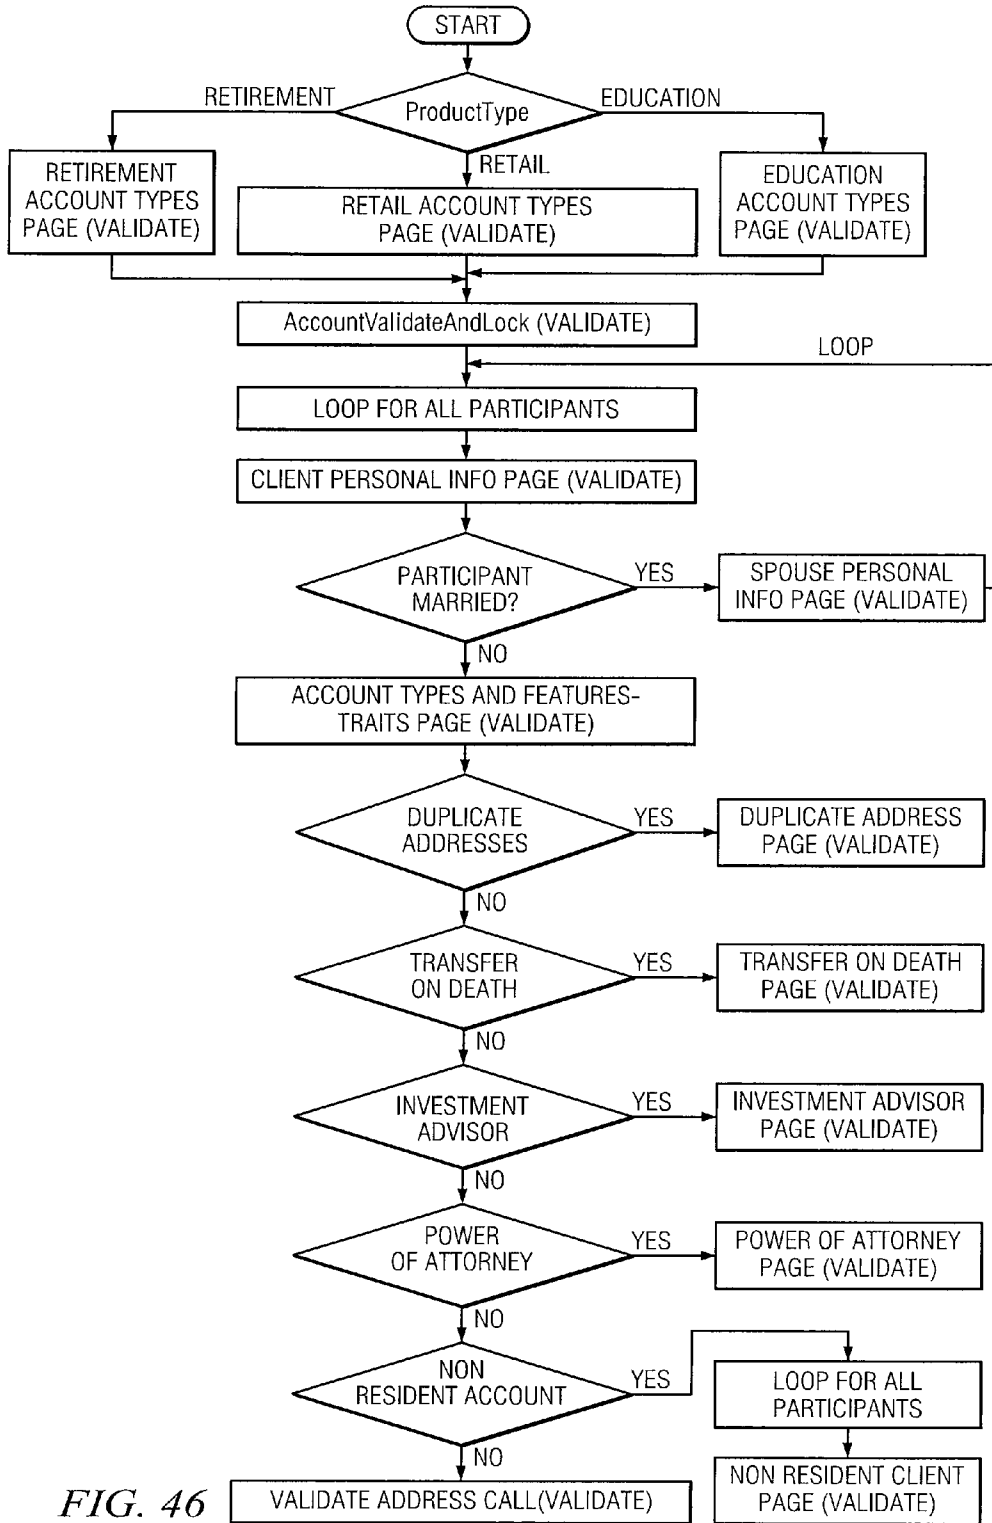 START
RETIREMENT
ProductType
EDUCATION
RETAIL
RETIREMENT
ACCOUNT TYPES
PAGE (VALIDATE)
RETAIL ACCOUNT TYPES
PAGE (VALIDATE)
EDUCATION
ACCOUNT TYPES
PAGE (VALIDATE)
AccountValidateAndLock (VALIDATE)
LOOP
LOOP FOR ALL PARTICIPANTS
CLIENT PERSONAL INFO PAGE (VALIDATE)
PARTICIPANT
MARRIED?
YES
SPOUSE PERSONAL
INFO PAGE (VALIDATE)
NO
ACCOUNT TYPES AND FEATURES-
TRAITS PAGE (VALIDATE)
DUPLICATE
ADDRESSES
YES
DUPLICATE ADDRESS
PAGE (VALIDATE)
NO
TRANSFER
ON DEATH
YES
TRANSFER ON DEATH
PAGE (VALIDATE)
NO
INVESTMENT
ADVISOR
YES
INVESTMENT ADVISOR
PAGE (VALIDATE)
NO
POWER
OF ATTORNEY
YES
POWER OF ATTORNEY
PAGE (VALIDATE)
NO
NON
RESIDENT ACCOUNT
YES
LOOP FOR ALL
PARTICIPANTS
NO
NON RESIDENT CLIENT
PAGE (VALIDATE)
VALIDATE ADDRESS CALL(VALIDATE)
FIG. 46